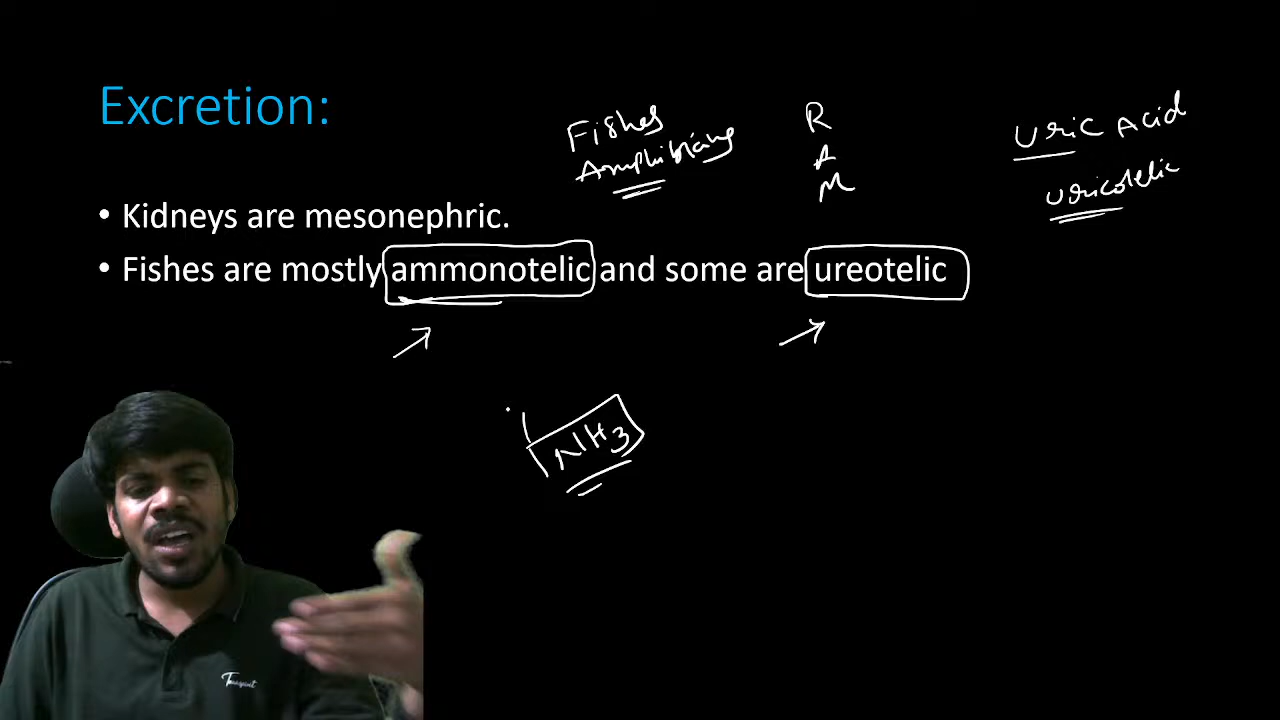 Excretion:
Fishes
Amphibians
R
A
M
Uric Acid
Uricotelic
• Kidneys are mesonephric.
• Fishes are mostly ammonotelic and some are ureotelic
NH3